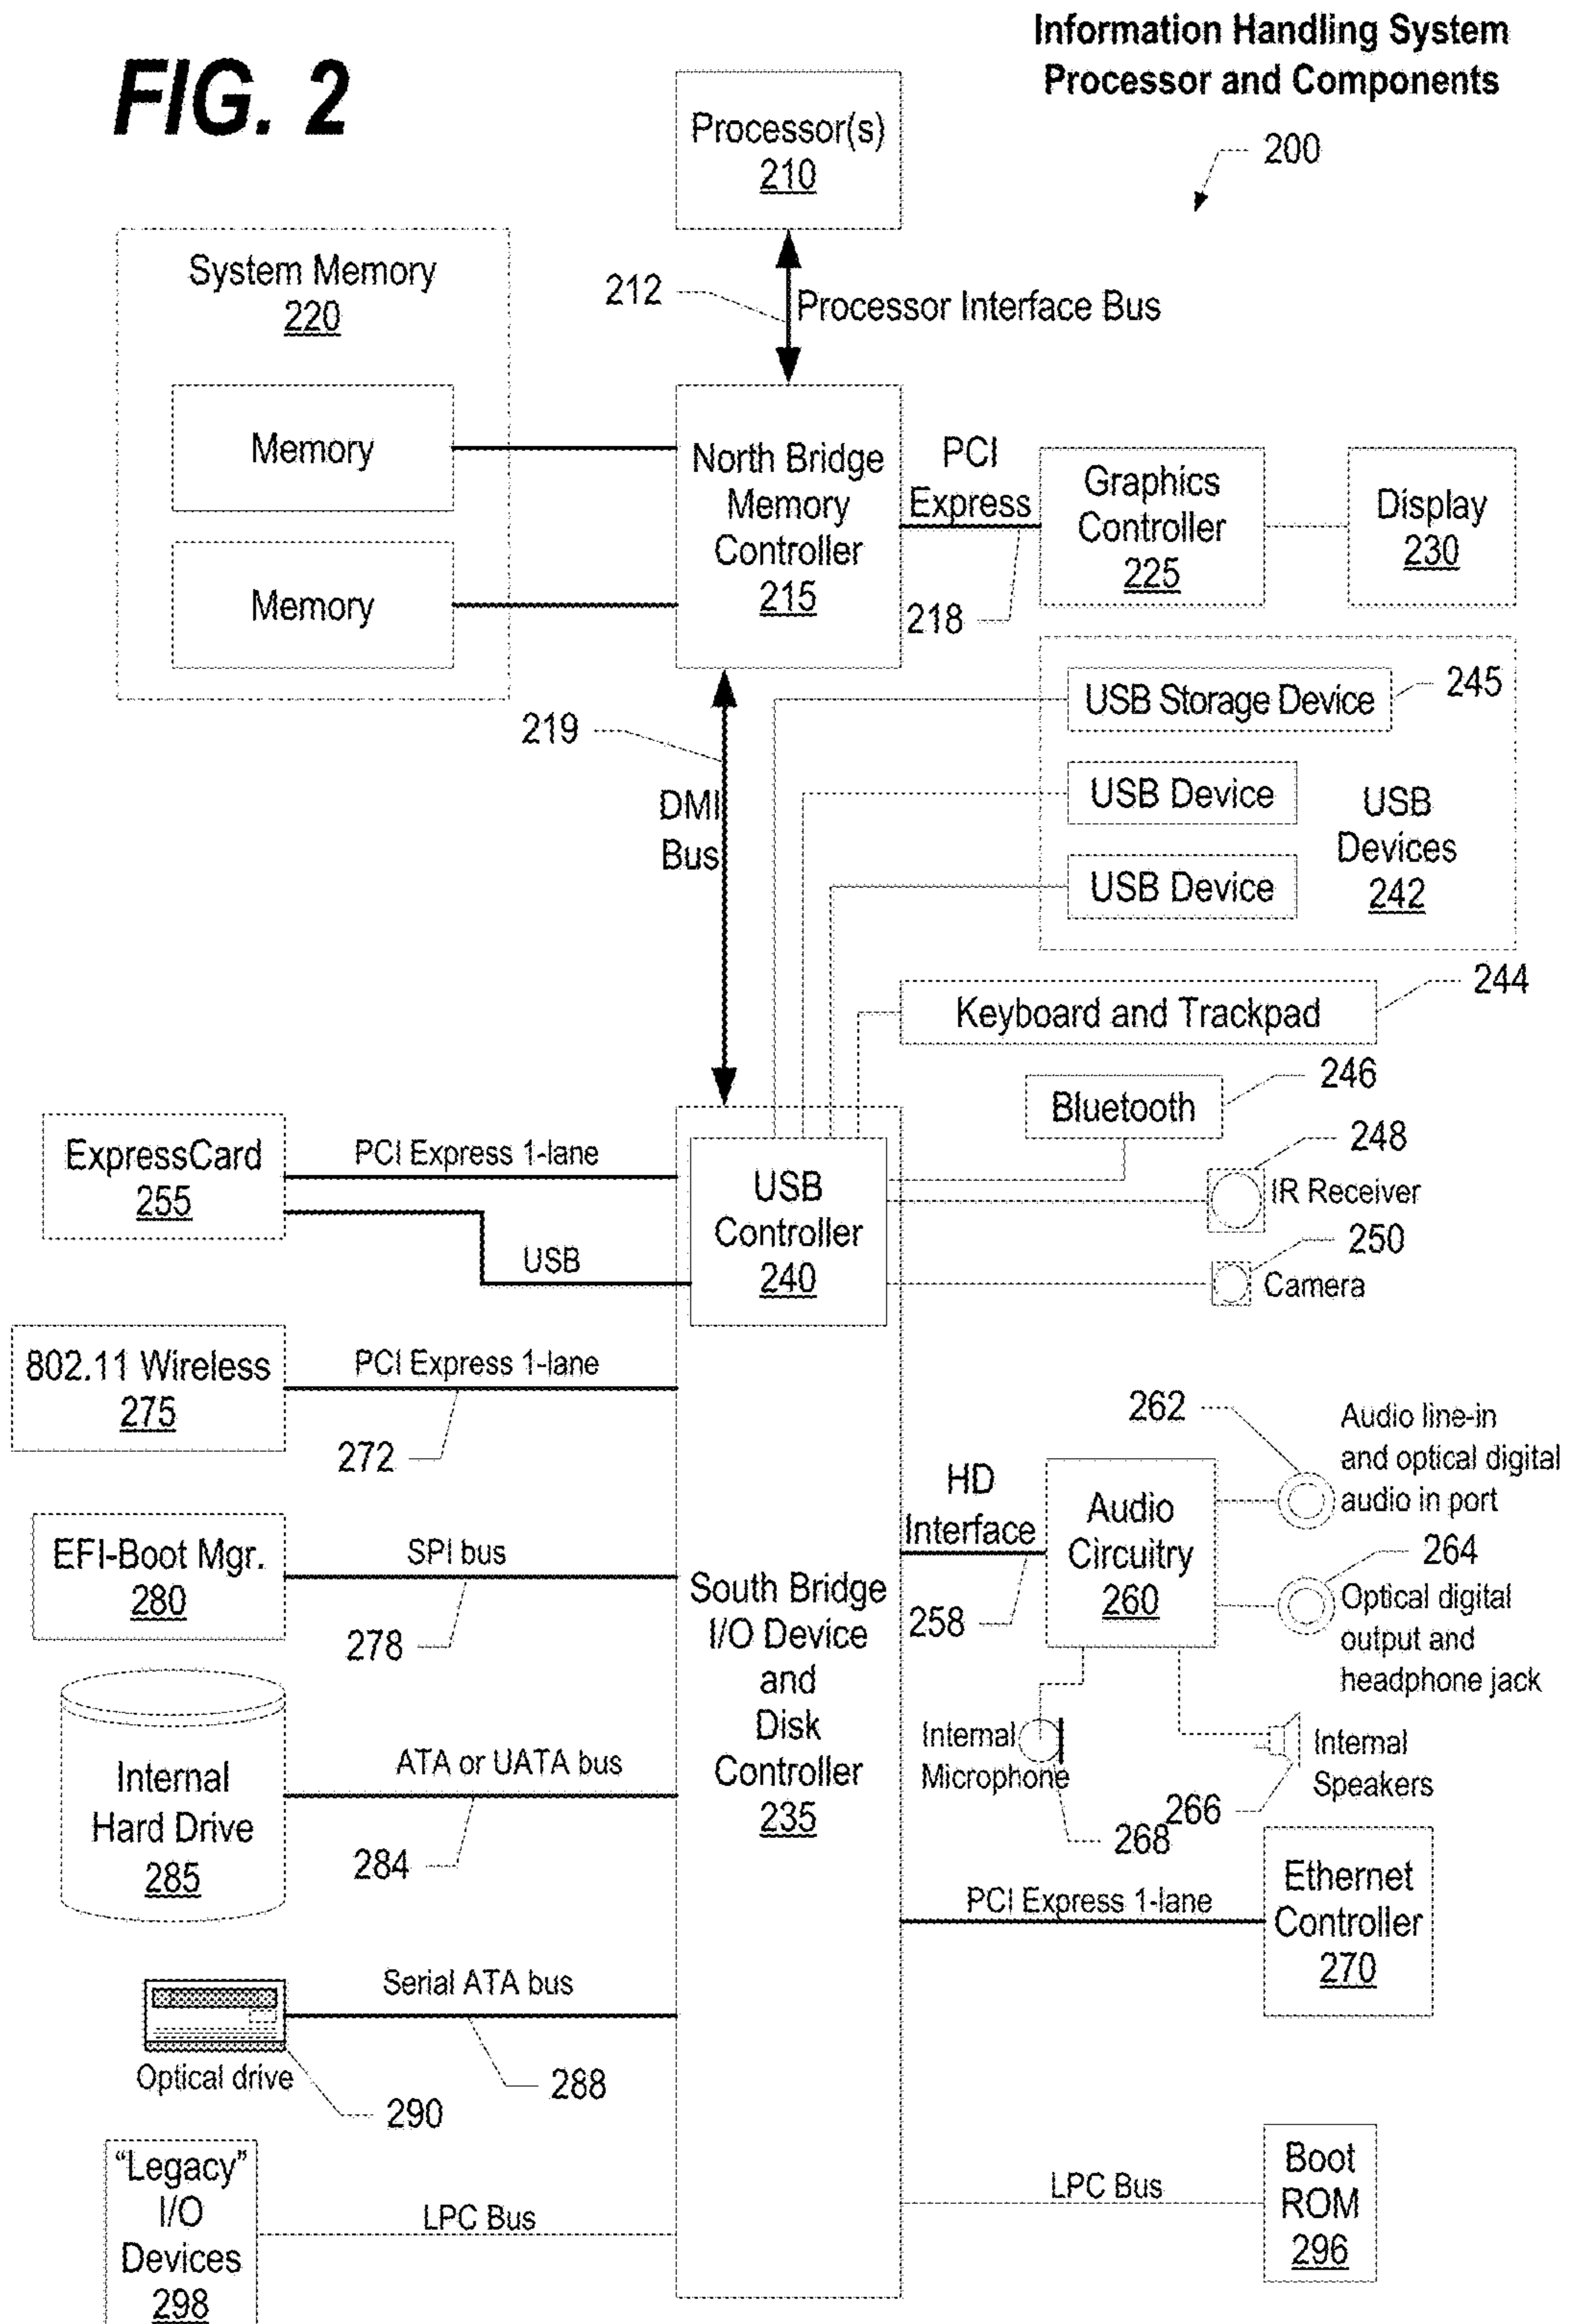 FIG. 2
Information Handling System
Processor and Components
200
Processor(s)
210
212
Processor Interface Bus
System Memory
220
Memory
Memory
North Bridge
Memory
Controller
215
PCI
Express
218
Graphics
Controller
225
Display
230
219
DMI
Bus
USB Storage Device
245
USB Device
USB Device
USB
Devices
242
Keyboard and Trackpad
244
Bluetooth
246
248
IR Receiver
250
Camera
ExpressCard
255
PCI Express 1-lane
USB
USB
Controller
240
802.11 Wireless
275
PCI Express 1-lane
272
EFI-Boot Mgr.
280
SPI bus
278
South Bridge
I/O Device
and
Disk
Controller
235
HD
Interface
258
Audio
Circuitry
260
262
Audio line-in
and optical digital
audio in port
264
Optical digital
output and
headphone jack
Internal
Microphone
268
266
Internal
Speakers
Internal
Hard Drive
285
ATA or UATA bus
284
PCI Express 1-lane
Ethernet
Controller
270
Serial ATA bus
288
Optical drive
290
"Legacy"
I/O
Devices
298
LPC Bus
LPC Bus
Boot
ROM
296